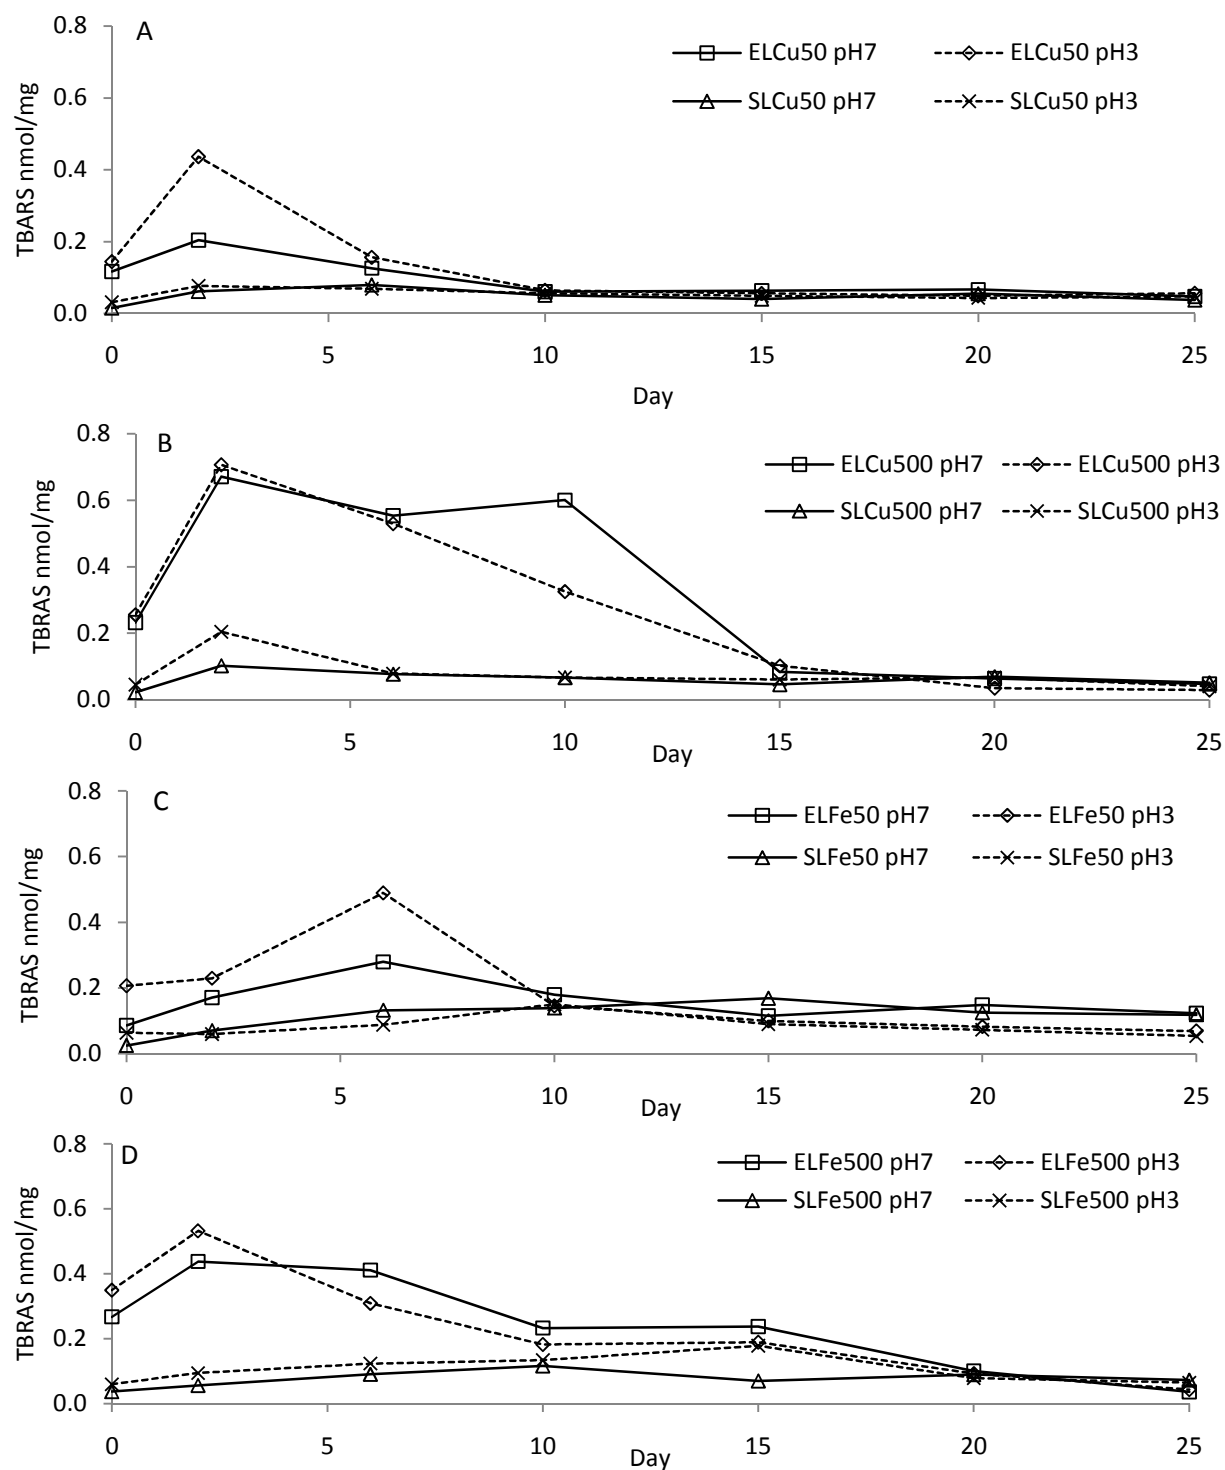 A
0.8
0.6
0.4
0.2
0.0
TBARS nmol/mg
ELCu50 pH7
ELCu50 pH3
SLCu50 pH7
SLCu50 pH3
0 5 10 15 20 25
Day
B
0.8
0.6
0.4
0.2
0.0
TBRAS nmol/mg
ELCu500 pH7
ELCu500 pH3
SLCu500 pH7
SLCu500 pH3
0 5 10 15 20 25
Day
C
0.8
0.6
0.4
0.2
0.0
TBRAS nmol/mg
ELFe50 pH7
ELFe50 pH3
SLFe50 pH7
SLFe50 pH3
0 5 10 15 20 25
Day
D
0.8
0.6
0.4
0.2
0.0
TBRAS nmol/mg
ELFe500 pH7
ELFe500 pH3
SLFe500 pH7
SLFe500 pH3
0 5 10 15 20 25
Day